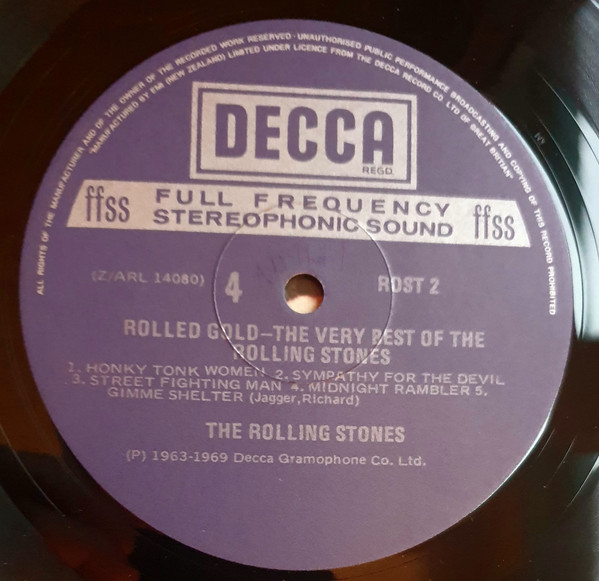 ALL RIGHTS OF THE MANUFACTURER AND OF THE OWNER OF THE RECORDED WORK RESERVED · UNAUTHORISED PUBLIC PERFORMANCE BROADCASTING AND COPYING OF THIS RECORD PROHIBITED
"MANUFACTURED BY EMI (NEW ZEALAND) LIMITED UNDER LICENCE FROM THE DECCA RECORD CO. LTD. OF GREAT BRITIAN"
DECCA
REGD.
ffss FULL FREQUENCY STEREOPHONIC SOUND ffss
(Z/ARL 14080) 4 ROST 2
ROLLED GOLD—THE VERY BEST OF THE
ROLLING STONES
1. HONKY TONK WOMEN 2. SYMPATHY FOR THE DEVIL
3. STREET FIGHTING MAN 4. MIDNIGHT RAMBLER 5.
GIMME SHELTER (Jagger,Richard)
THE ROLLING STONES
(P) 1963-1969 Decca Gramophone Co. Ltd.